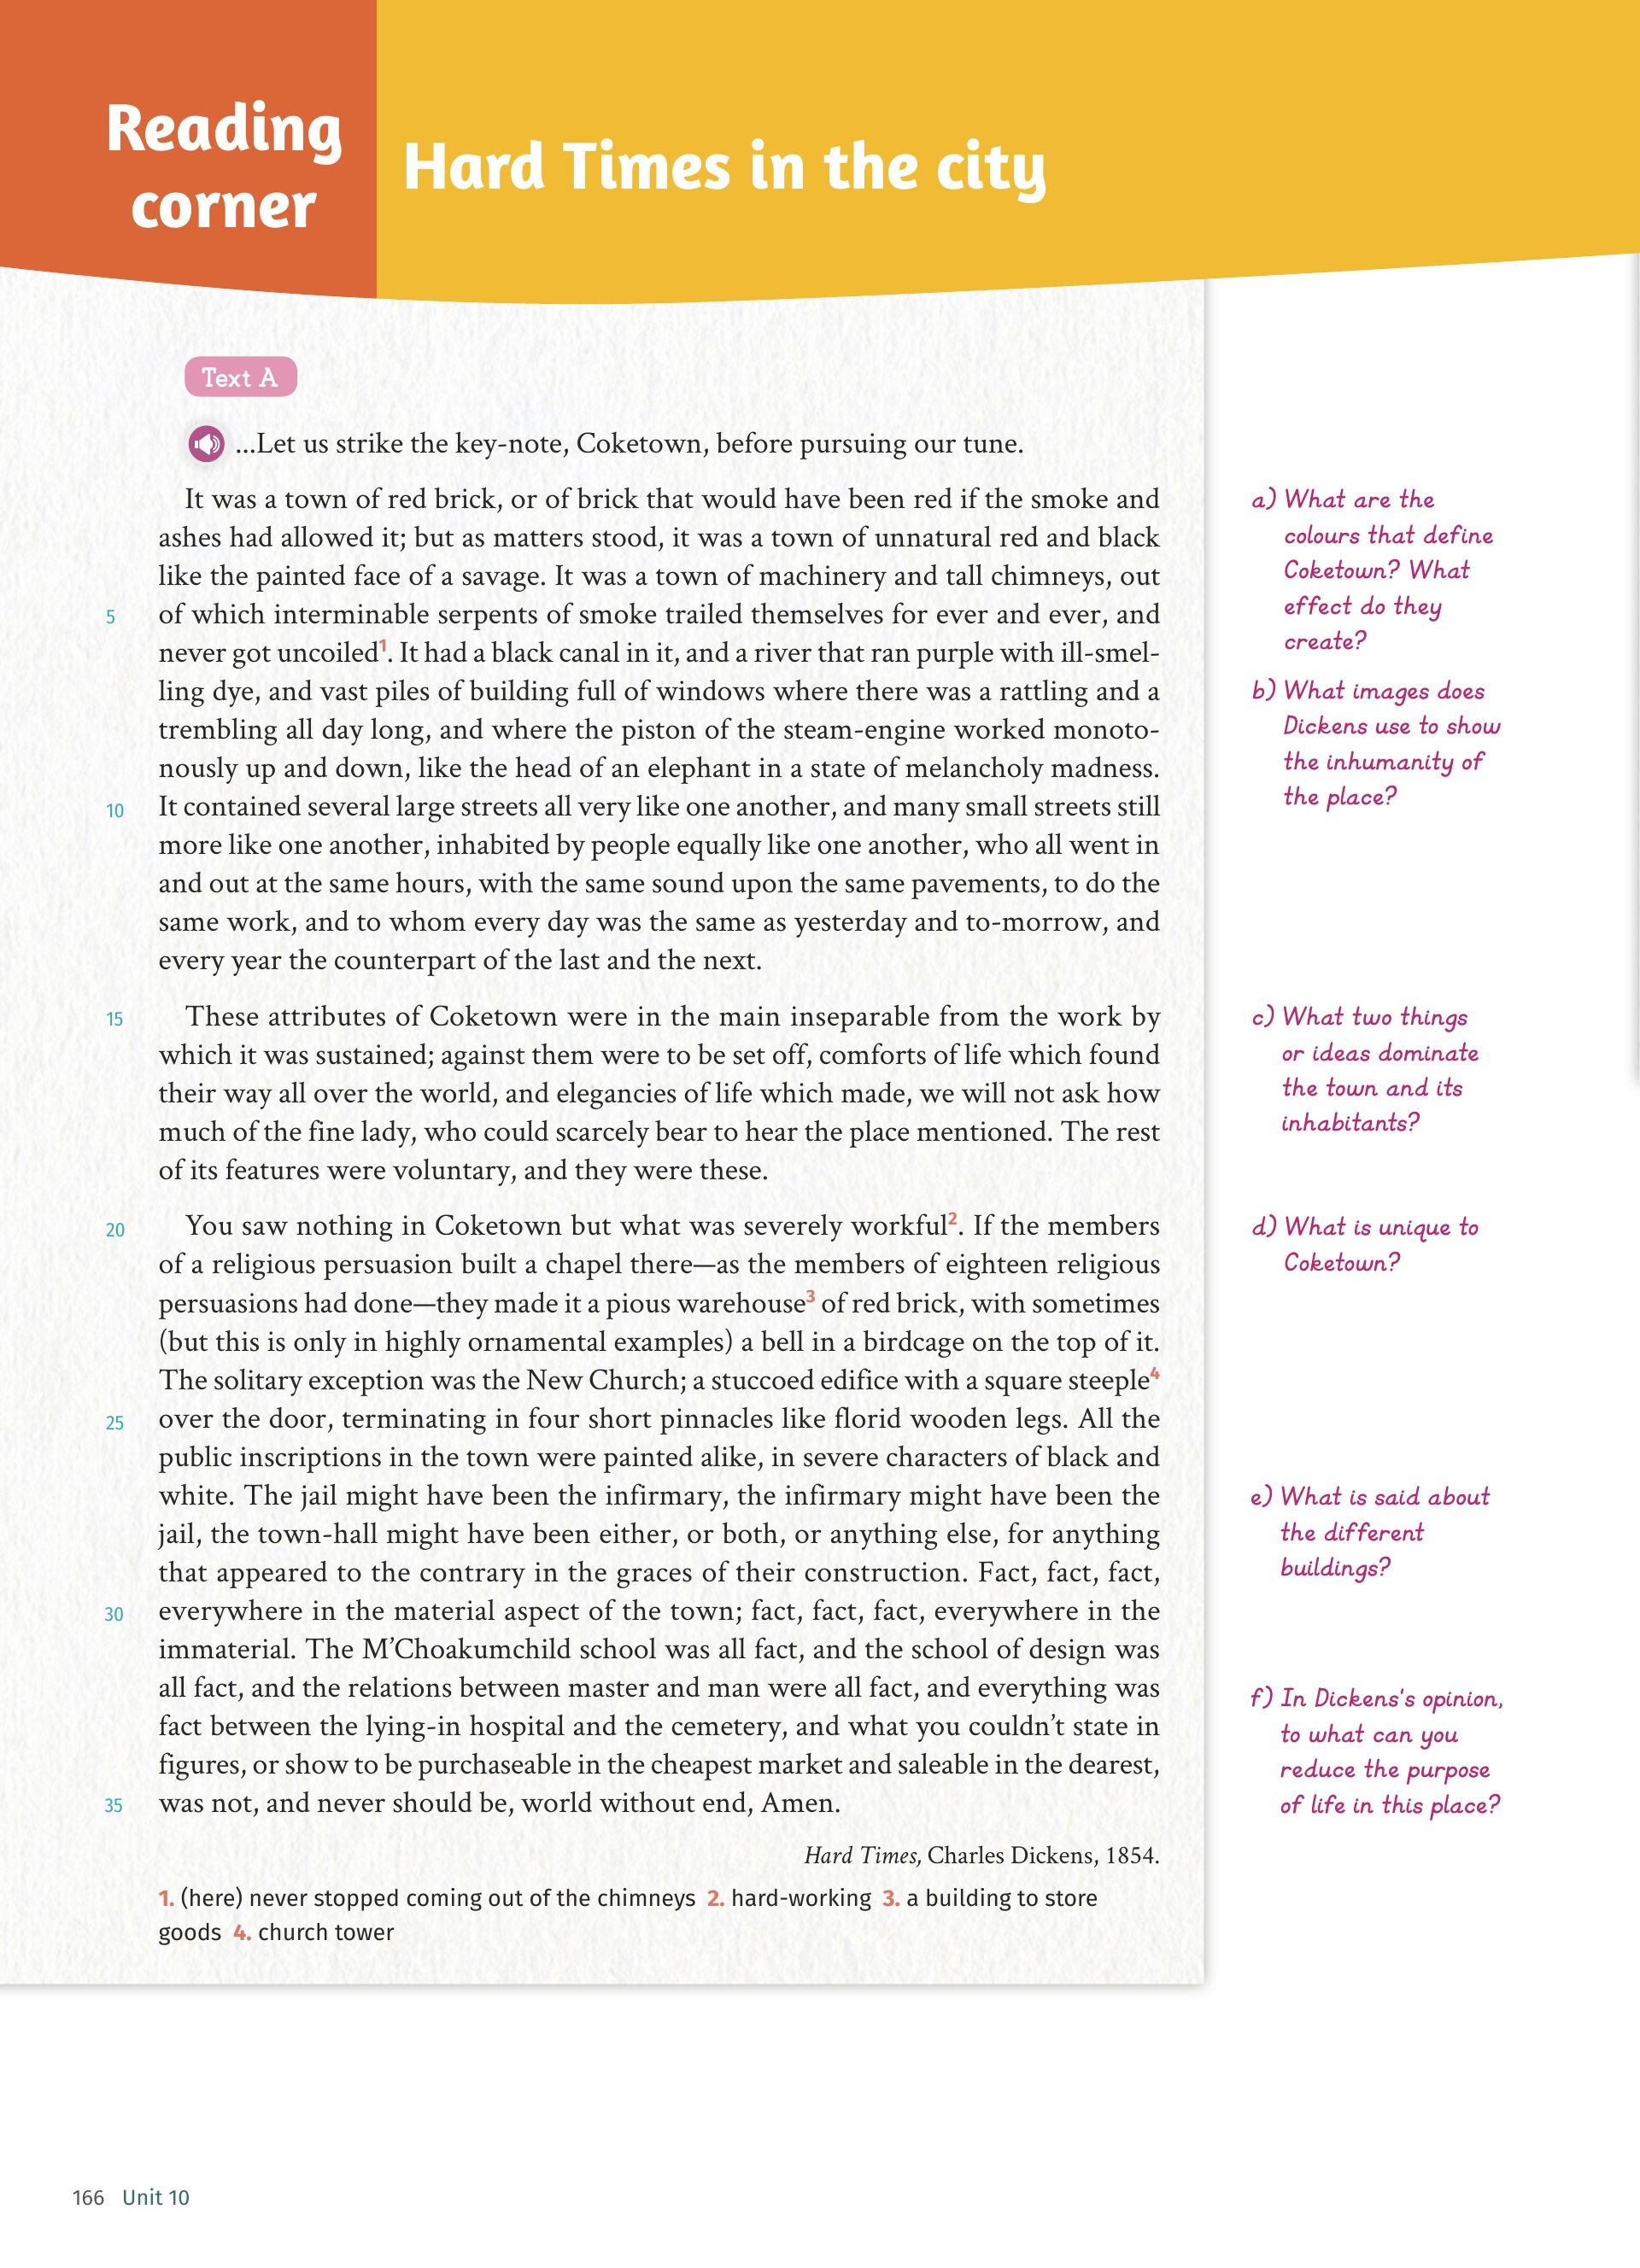 Reading
corner
Hard Times in the city
Text A
...Let us strike the key-note, Coketown, before pursuing our tune.
It was a town of red brick, or of brick that would have been red if the smoke and
ashes had allowed it; but as matters stood, it was a town of unnatural red and black
like the painted face of a savage. It was a town of machinery and tall chimneys, out
5 of which interminable serpents of smoke trailed themselves for ever and ever, and
never got uncoiled1. It had a black canal in it, and a river that ran purple with ill-smel-
ling dye, and vast piles of building full of windows where there was a rattling and a
trembling all day long, and where the piston of the steam-engine worked monoto-
nously up and down, like the head of an elephant in a state of melancholy madness.
10 It contained several large streets all very like one another, and many small streets still
more like one another, inhabited by people equally like one another, who all went in
and out at the same hours, with the same sound upon the same pavements, to do the
same work, and to whom every day was the same as yesterday and to-morrow, and
every year the counterpart of the last and the next.
15 These attributes of Coketown were in the main inseparable from the work by
which it was sustained; against them were to be set off, comforts of life which found
their way all over the world, and elegancies of life which made, we will not ask how
much of the fine lady, who could scarcely bear to hear the place mentioned. The rest
of its features were voluntary, and they were these.
20 You saw nothing in Coketown but what was severely workful2. If the members
of a religious persuasion built a chapel there—as the members of eighteen religious
persuasions had done—they made it a pious warehouse3 of red brick, with sometimes
(but this is only in highly ornamental examples) a bell in a birdcage on the top of it.
The solitary exception was the New Church; a stuccoed edifice with a square steeple4
25 over the door, terminating in four short pinnacles like florid wooden legs. All the
public inscriptions in the town were painted alike, in severe characters of black and
white. The jail might have been the infirmary, the infirmary might have been the
jail, the town-hall might have been either, or both, or anything else, for anything
that appeared to the contrary in the graces of their construction. Fact, fact, fact,
30 everywhere in the material aspect of the town; fact, fact, fact, everywhere in the
immaterial. The M’Choakumchild school was all fact, and the school of design was
all fact, and the relations between master and man were all fact, and everything was
fact between the lying-in hospital and the cemetery, and what you couldn’t state in
figures, or show to be purchaseable in the cheapest market and saleable in the dearest,
35 was not, and never should be, world without end, Amen.
Hard Times, Charles Dickens, 1854.
1. (here) never stopped coming out of the chimneys 2. hard-working 3. a building to store
goods 4. church tower
a) What are the
colours that define
Coketown? What
effect do they
create?
b) What images does
Dickens use to show
the inhumanity of
the place?
c) What two things
or ideas dominate
the town and its
inhabitants?
d) What is unique to
Coketown?
e) What is said about
the different
buildings?
f) In Dickens's opinion,
to what can you
reduce the purpose
of life in this place?
166 Unit 10